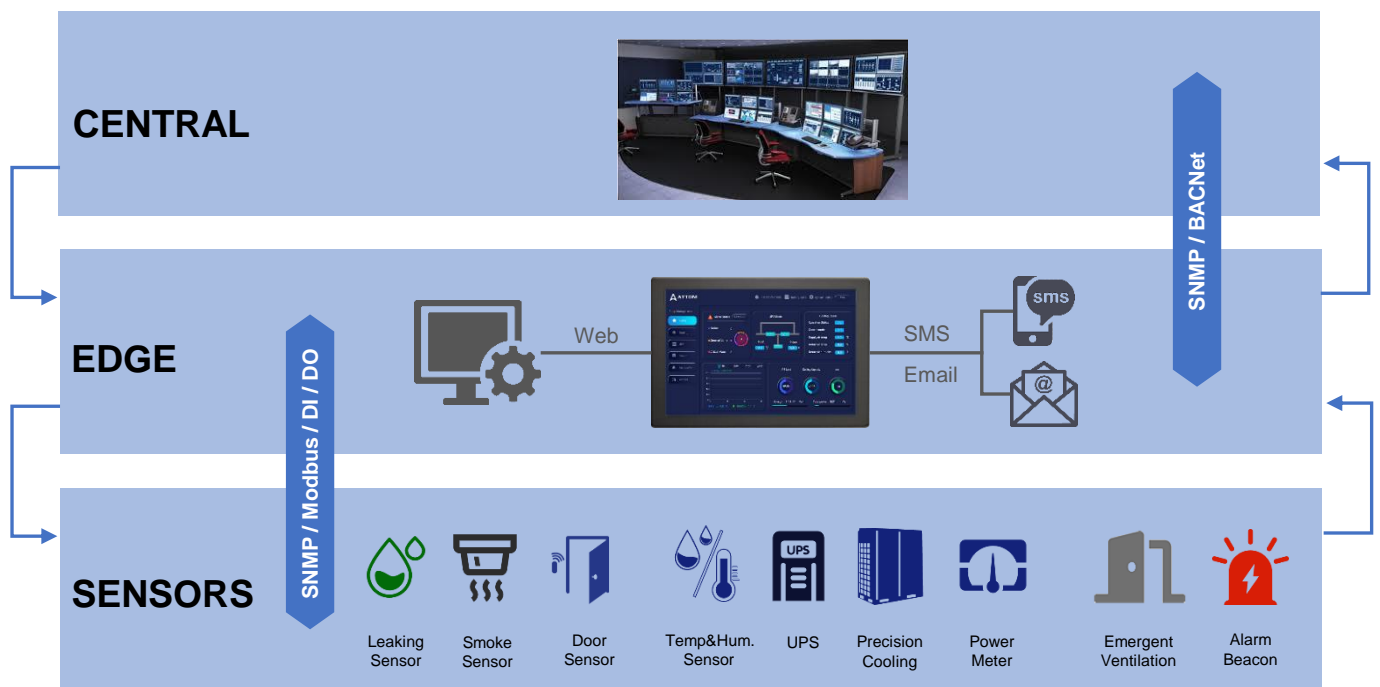 CENTRAL
SNMP / BACNet
EDGE
Web
SMS
Email
sms
@
SNMP / Modbus / DI / DO
SENSORS
UPS
Leaking
Sensor
Smoke
Sensor
Door
Sensor
Temp&Hum.
Sensor
UPS
Precision
Cooling
Power
Meter
Emergent
Ventilation
Alarm
Beacon